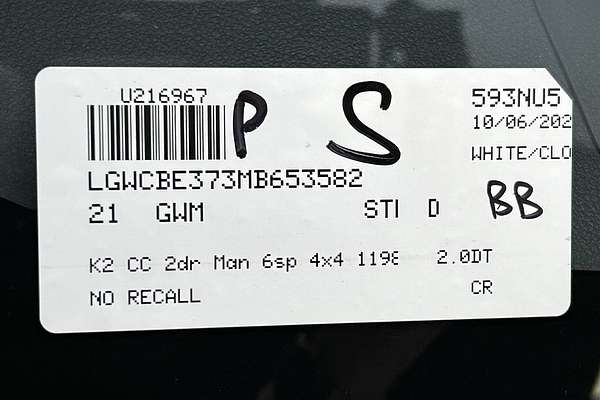 U216967
P S
593NU5
10/06/202
WHITE/CLO
LGWCBE373MB653582
21 GWM STI D BB
K2 CC 2dr Man 6sp 4x4 1198 2.0DT
NO RECALL CR